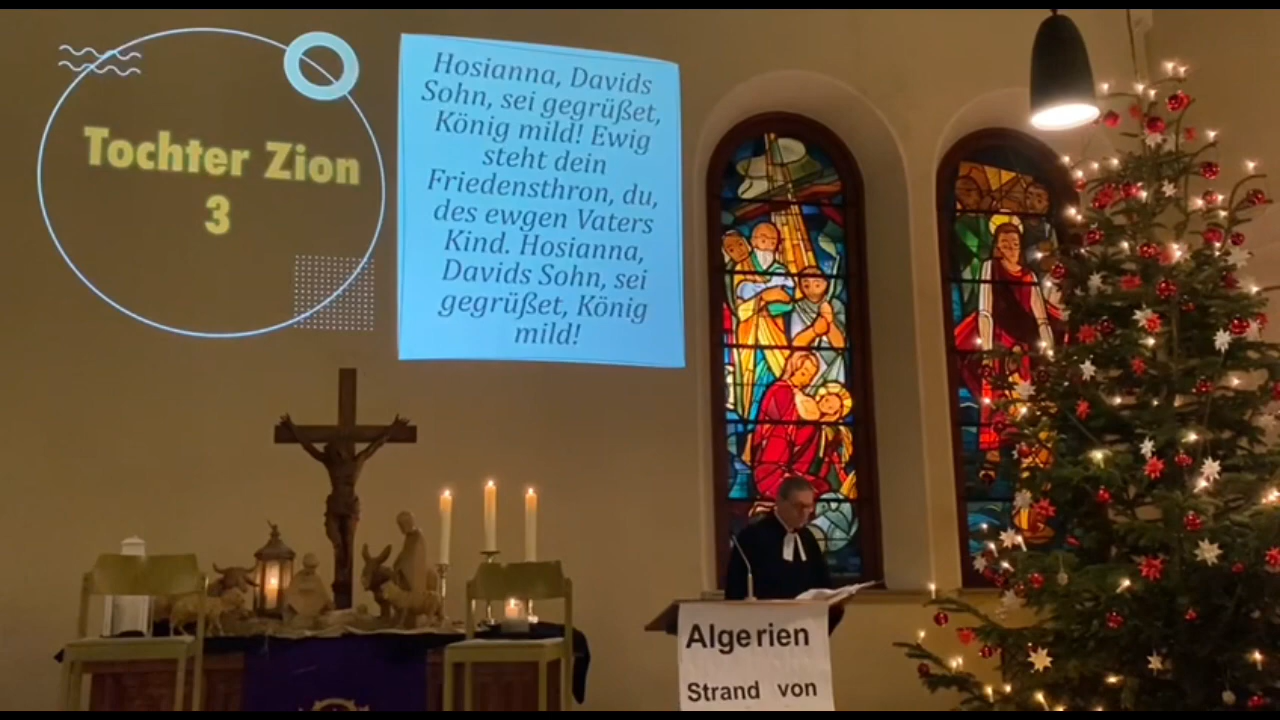 Tochter Zion
3
Hosianna, Davids
Sohn, sei gegrüßet,
König mild! Ewig
steht dein
Friedensthron, du,
des ewgen Vaters
Kind. Hosianna,
Davids Sohn, sei
gegrüßet, König
mild!
Algerien
Strand von